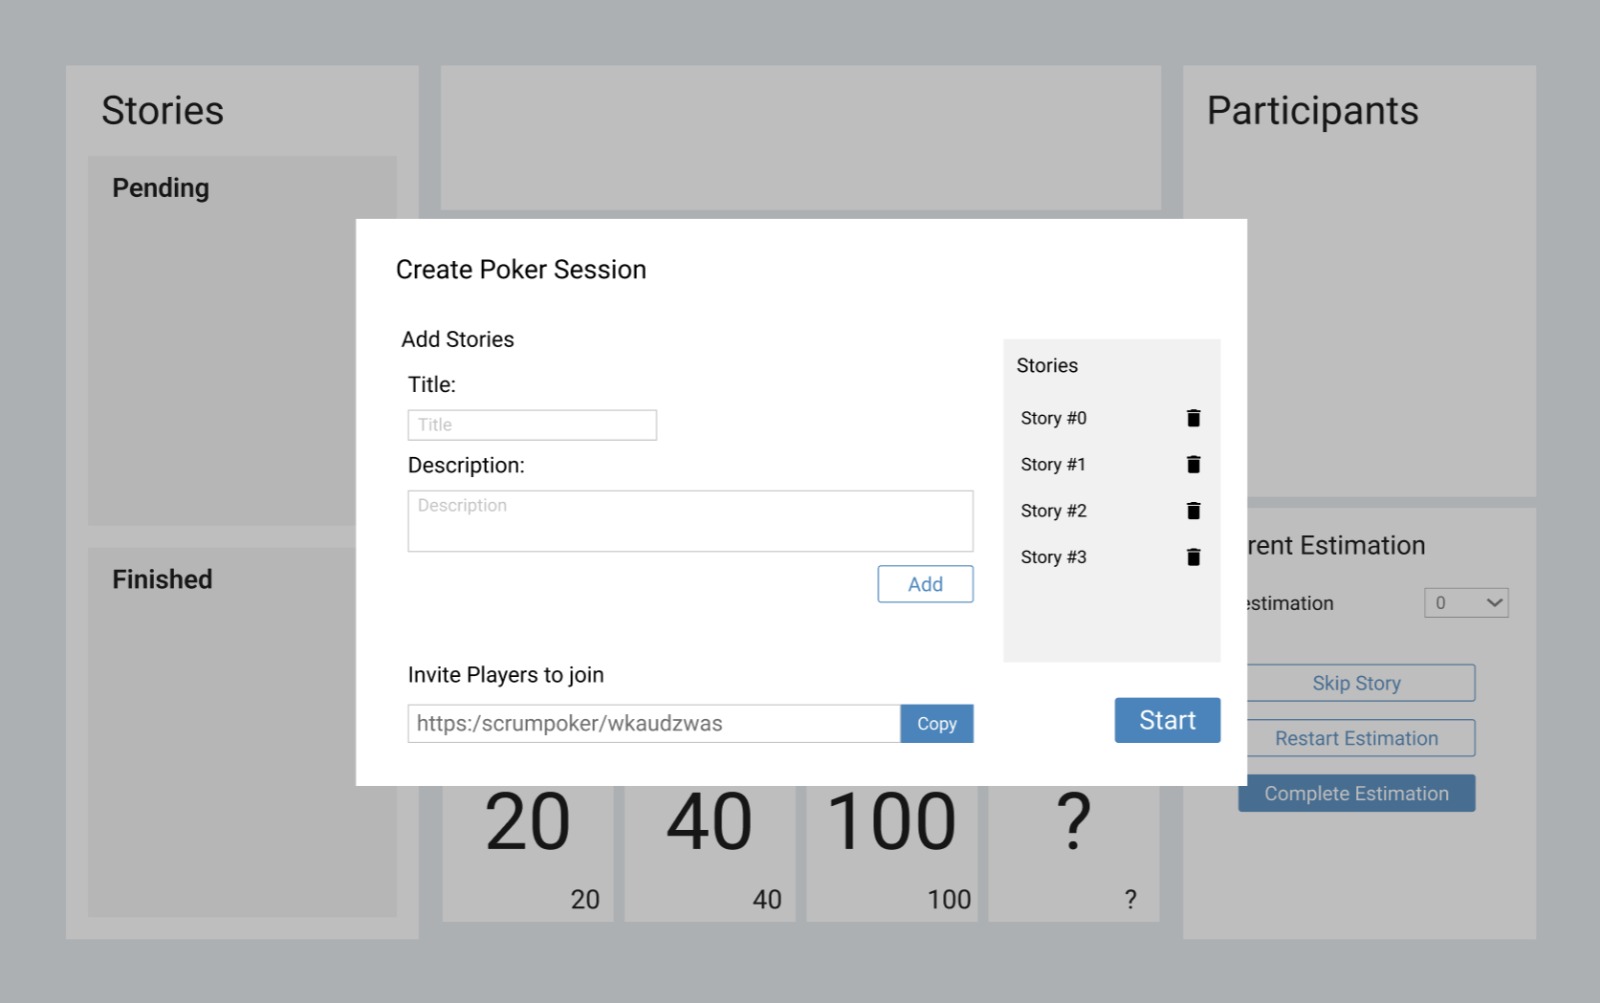 Stories
Pending
Finished
Create Poker Session
Add Stories
Title:
Title
Description:
Description
Add
Invite Players to join
https:/scrumpoker/wkaudzwas
Copy
Stories
Story #0
Story #1
Story #2
Story #3
Start
20
20
40
40
100
100
?
?
Participants
Estimation
0
Skip Story
Restart Estimation
Complete Estimation